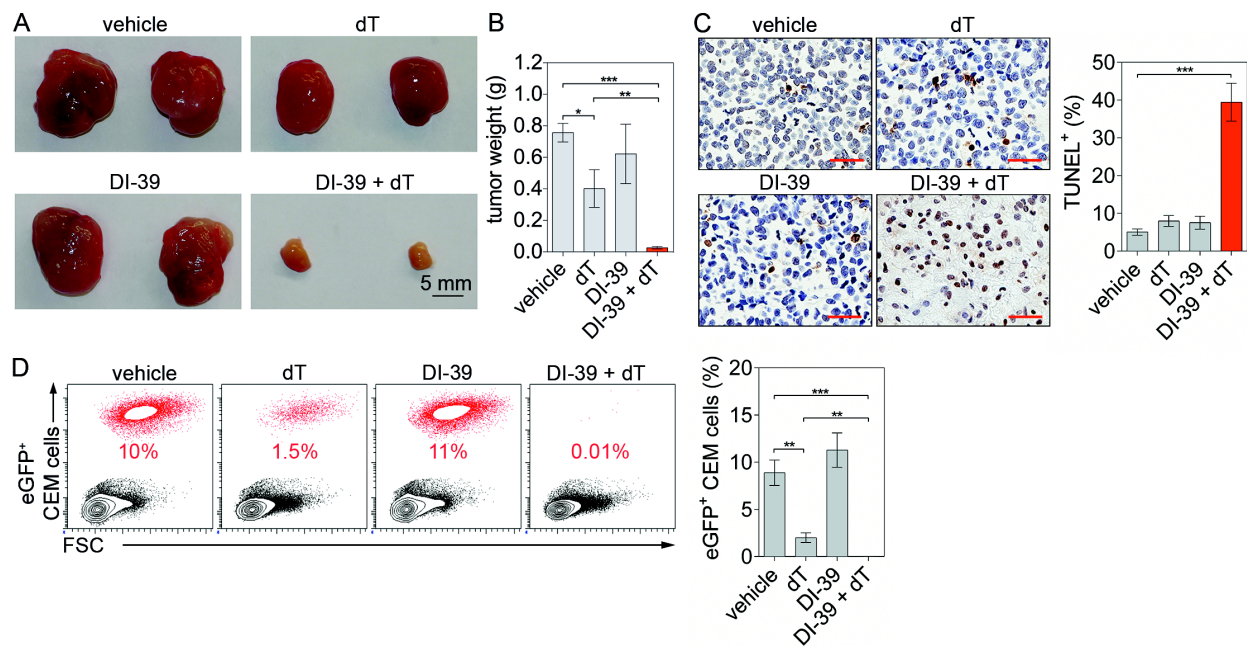 A
vehicle
dT
DI-39
DI-39 + dT
5 mm
B
tumor weight (g)
1.2
1.0
0.8
0.6
0.4
0.2
0.0
***
**
*
vehicle
dT
DI-39
DI-39 + dT
C
vehicle
dT
DI-39
DI-39 + dT
TUNEL⁺ (%)
50
40
30
20
10
0
***
vehicle
dT
DI-39
DI-39 + dT
D
vehicle
dT
DI-39
DI-39 + dT
eGFP⁺
CEM cells
10%
1.5%
11%
0.01%
FSC
eGFP⁺ CEM cells (%)
20
15
10
5
0
***
**
**
vehicle
dT
DI-39
DI-39 + dT